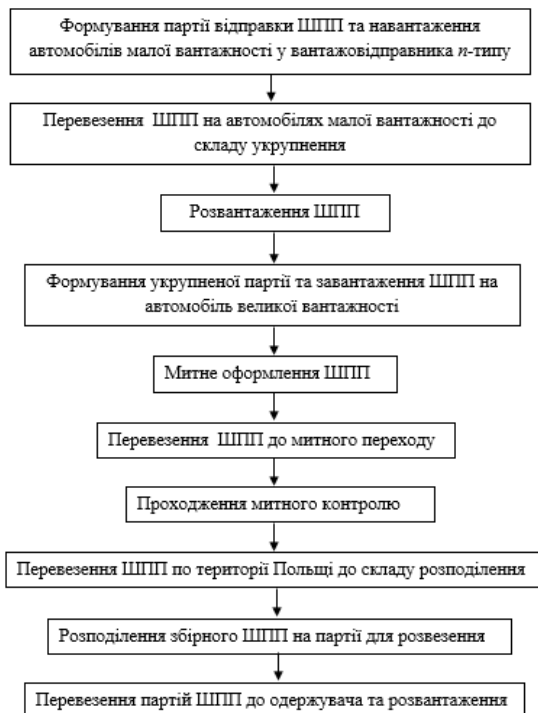 Формування партії відправки ШПП та навантаження
автомобілів малої вантажності у вантажовідправника n-типу
Перевезення ШПП на автомобілях малої вантажності до
складу укрупнення
Розвантаження ШПП
Формування укрупненої партії та завантаження ШПП на
автомобіль великої вантажності
Митне оформлення ШПП
Перевезення ШПП до митного переходу
Проходження митного контролю
Перевезення ШПП по території Польщі до складу розподілення
Розподілення збірного ШПП на партії для розвезення
Перевезення партій ШПП до одержувача та розвантаження